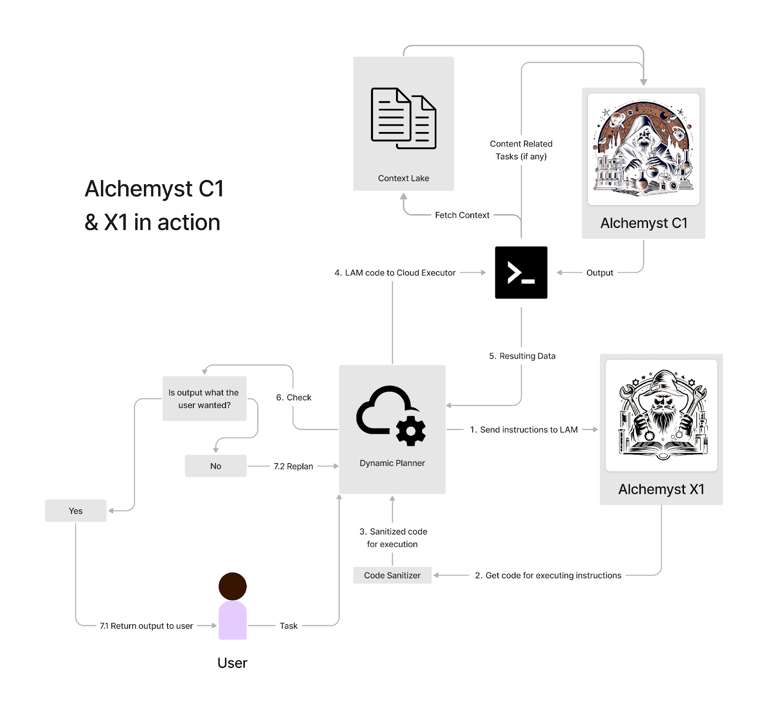 Alchemyst C1
& X1 in action
Context Lake
Content Related
Tasks (if any)
Alchemyst C1
Fetch Context
4. LAM code to Cloud Executor
>_
Output
5. Resulting Data
Is output what the
user wanted?
6. Check
Dynamic Planner
1. Send instructions to LAM
Alchemyst X1
No
7.2 Replan
Yes
3. Sanitized code
for execution
Code Sanitizer
2. Get code for executing instructions
7.1 Return output to user
Task
User